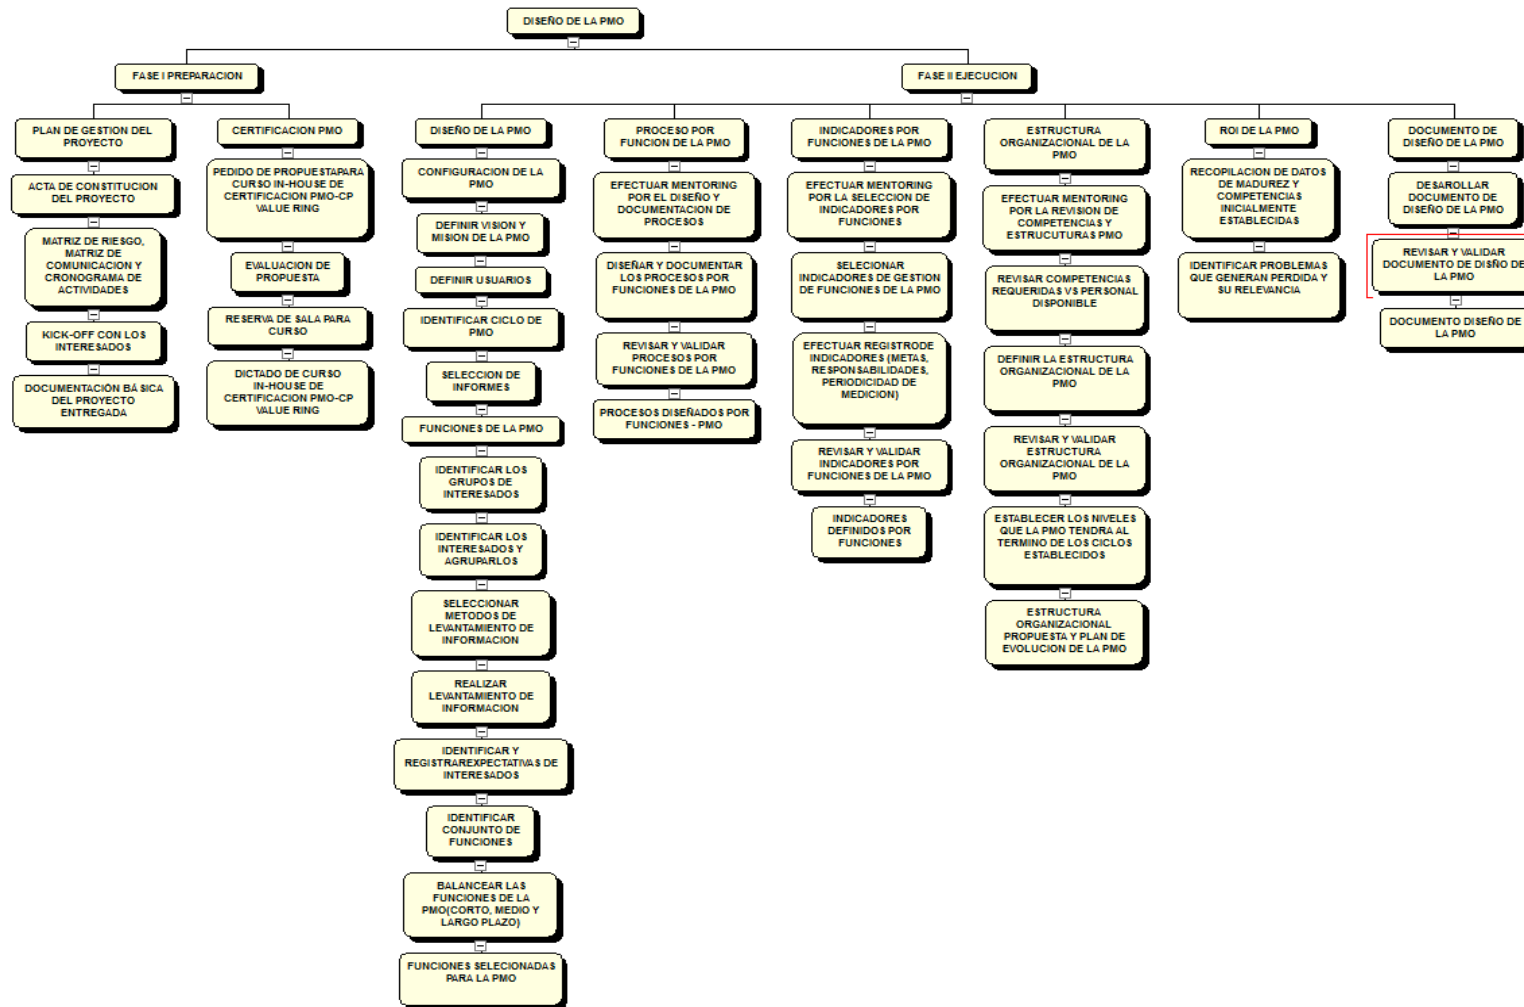 DISEÑO DE LA PMO
FASE I PREPARACION
FASE II EJECUCION
PLAN DE GESTION DEL
PROYECTO
ACTA DE CONSTITUCION
DEL PROYECTO
MATRIZ DE RIESGO,
MATRIZ DE
COMUNICACION Y
CRONOGRAMA DE
ACTIVIDADES
KICK-OFF CON LOS
INTERESADOS
DOCUMENTACIÓN BÁSICA
DEL PROYECTO
ENTREGADA
CERTIFICACION PMO
PEDIDO DE PROPUESTAPARA
CURSO IN-HOUSE DE
CERTIFICACION PMO-CP
VALUE RING
EVALUACION DE
PROPUESTA
RESERVA DE SALA PARA
CURSO
DICTADO DE CURSO
IN-HOUSE DE
CERTIFICACION PMO-CP
VALUE RING
DISEÑO DE LA PMO
CONFIGURACION DE LA
PMO
DEFINIR VISION Y
MISION DE LA PMO
DEFINIR USUARIOS
IDENTIFICAR CICLO DE
PMO
SELECCION DE
INFORMES
FUNCIONES DE LA PMO
IDENTIFICAR LOS
GRUPOS DE
INTERESADOS
IDENTIFICAR LOS
INTERESADOS Y
AGRUPARLOS
SELECCIONAR
METODOS DE
LEVANTAMIENTO DE
INFORMACION
REALIZAR
LEVANTAMIENTO DE
INFORMACION
IDENTIFICAR Y
REGISTRAREXPECTATIVAS DE
INTERESADOS
IDENTIFICAR
CONJUNTO DE
FUNCIONES
BALANCEAR LAS
FUNCIONES DE LA
PMO(CORTO, MEDIO Y
LARGO PLAZO)
FUNCIONES SELECCIONADAS
PARA LA PMO
PROCESO POR
FUNCION DE LA PMO
EFECTUAR MENTORING
POR EL DISEÑO Y
DOCUMENTACION DE
PROCESOS
DISEÑAR Y DOCUMENTAR
LOS PROCESOS POR
FUNCIONES DE LA PMO
REVISAR Y VALIDAR
PROCESOS POR
FUNCIONES DE LA PMO
PROCESOS DISEÑADOS POR
FUNCIONES - PMO
INDICADORES POR
FUNCIONES DE LA PMO
EFECTUAR MENTORING
POR LA SELECCION DE
INDICADORES POR
FUNCIONES
SELECIONAR
INDICADORES DE GESTION
DE FUNCIONES DE LA PMO
EFECTUAR REGISTRODE
INDICADORES (METAS,
RESPONSABILIDADES,
PERIODICIDAD DE
MEDICION)
REVISAR Y VALIDAR
INDICADORES POR
FUNCIONES DE LA PMO
INDICADORES
DEFINIDOS POR
FUNCIONES
ESTRUCTURA
ORGANIZACIONAL DE LA
PMO
EFECTUAR MENTORING
POR LA REVISION DE
COMPETENCIAS Y
ESTRUCUTURAS PMO
REVISAR COMPETENCIAS
REQUERIDAS VS PERSONAL
DISPONIBLE
DEFINIR LA ESTRUCTURA
ORGANIZACIONAL DE LA
PMO
REVISAR Y VALIDAR
ESTRUCTURA
ORGANIZACIONAL DE LA
PMO
ESTABLECER LOS NIVELES
QUE LA PMO TENDRA AL
TERMINO DE LOS CICLOS
ESTABLECIDOS
ESTRUCTURA
ORGANIZACIONAL
PROPUESTA Y PLAN DE
EVOLUCION DE LA PMO
ROI DE LA PMO
RECOPILACION DE DATOS
DE MADUREZ Y
COMPETENCIAS
INICIALMENTE
ESTABLECIDAS
IDENTIFICAR PROBLEMAS
QUE GENERAN PERDIDA Y
SU RELEVANCIA
DOCUMENTO DE
DISEÑO DE LA PMO
DESAROLLAR
DOCUMENTO DE
DISEÑO DE LA PMO
REVISAR Y VALIDAR
DOCUMENTO DE DISÑO DE
LA PMO
DOCUMENTO DISEÑO DE
LA PMO